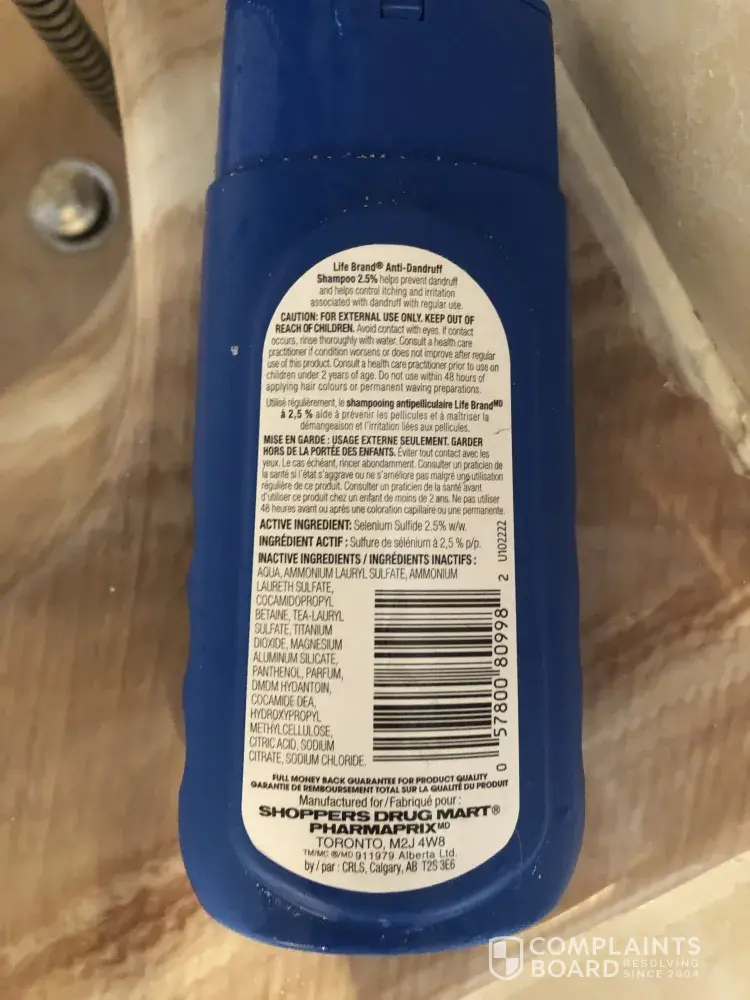 Life Brand® Anti-Dandruff
Shampoo 2.5% helps prevent dandruff
and helps control itching and irritation
associated with dandruff with regular use.
CAUTION: FOR EXTERNAL USE ONLY. KEEP OUT OF
REACH OF CHILDREN. Avoid contact with eyes. If contact
occurs, rinse thoroughly with water. Consult a health care
practitioner if condition worsens or does not improve after regular
use of this product. Consult a health care practitioner prior to use on
children under 2 years of age. Do not use within 48 hours of
applying hair colours or permanent waving preparations.
Utilisé régulièrement, le shampooing antipelliculaire Life BrandMD
à 2,5 % aide à prévenir les pellicules et à maîtriser la
démangeaison et l'irritation liées aux pellicules.
MISE EN GARDE : USAGE EXTERNE SEULEMENT. GARDER
HORS DE LA PORTÉE DES ENFANTS. Éviter tout contact avec les
yeux. Le cas échéant, rincer abondamment. Consulter un praticien de
la santé si l'état s'aggrave ou ne s'améliore pas malgré une utilisation
régulière de ce produit. Consulter un praticien de la santé avant
d'utiliser ce produit chez un enfant de moins de 2 ans. Ne pas utiliser
48 heures avant ou après une coloration capillaire ou une permanente.
ACTIVE INGREDIENT: Selenium Sulfide 2.5% w/w.
INGRÉDIENT ACTIF : Sulfure de sélénium à 2,5 % p/p.
INACTIVE INGREDIENTS / INGRÉDIENTS INACTIFS :
AQUA, AMMONIUM LAURYL SULFATE, AMMONIUM
LAURETH SULFATE,
COCAMIDOPROPYL
BETAINE, TEA-LAURYL
SULFATE, TITANIUM
DIOXIDE, MAGNESIUM
ALUMINUM SILICATE,
PANTHENOL, PARFUM,
DMDM HYDANTOIN,
COCAMIDE DEA,
HYDROXYPROPYL
METHYLCELLULOSE,
CITRIC ACID, SODIUM
CITRATE, SODIUM CHLORIDE.
U102222
0 57800 80998 2
FULL MONEY BACK GUARANTEE FOR PRODUCT QUALITY
GARANTIE DE REMBOURSEMENT TOTAL SUR LA QUALITÉ DU PRODUIT
Manufactured for / Fabriqué pour :
SHOPPERS DRUG MART®
PHARMAPRIXMD
TORONTO, M2J 4W8
TM/MC ®/MD 911979 Alberta Ltd.
by / par : CRLS, Calgary, AB T2S 3E6
COMPLAINTS
BOARD RESOLVING
SINCE 2004